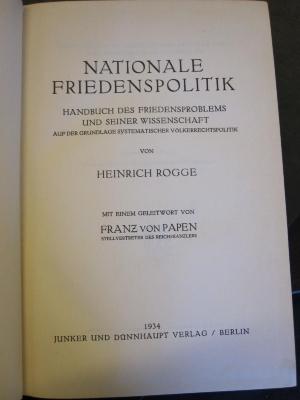 NATIONALE
FRIEDENSPOLITIK
HANDBUCH DES FRIEDENSPROBLEMS
UND SEINER WISSENSCHAFT
AUF DER GRUNDLAGE SYSTEMATISCHER VÖLKERRECHTSPOLITIK
VON
HEINRICH ROGGE
MIT EINEM GELEITWORT VON
FRANZ VON PAPEN
STELLVERTRETER DES REICHSKANZLERS
1934
JUNKER UND DÜNNHAUPT VERLAG / BERLIN